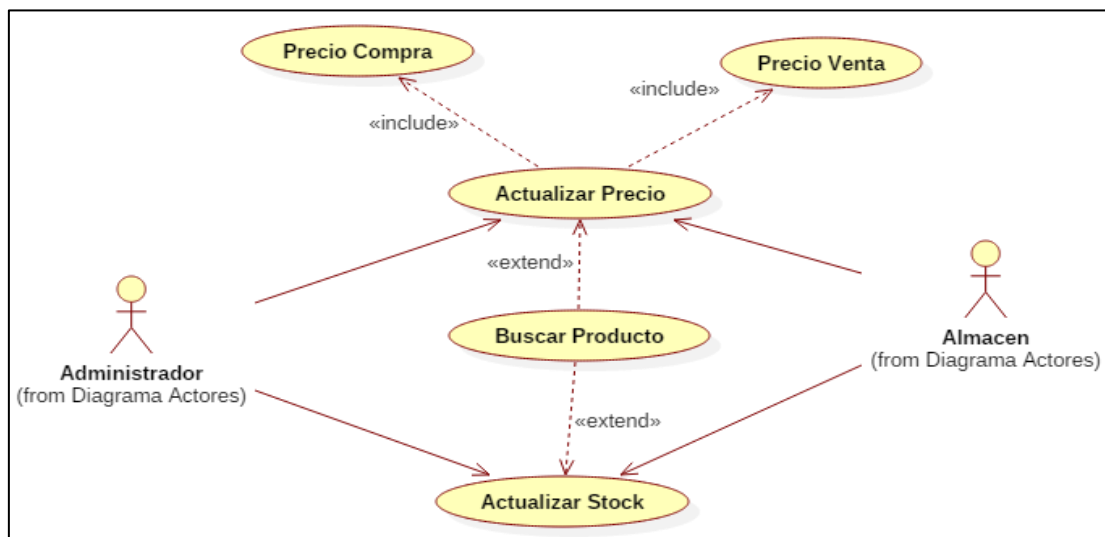 Precio Compra
Precio Venta
«include»
«include»
Actualizar Precio
«extend»
Buscar Producto
Administrador
(from Diagrama Actores)
Almacen
(from Diagrama Actores)
«extend»
Actualizar Stock